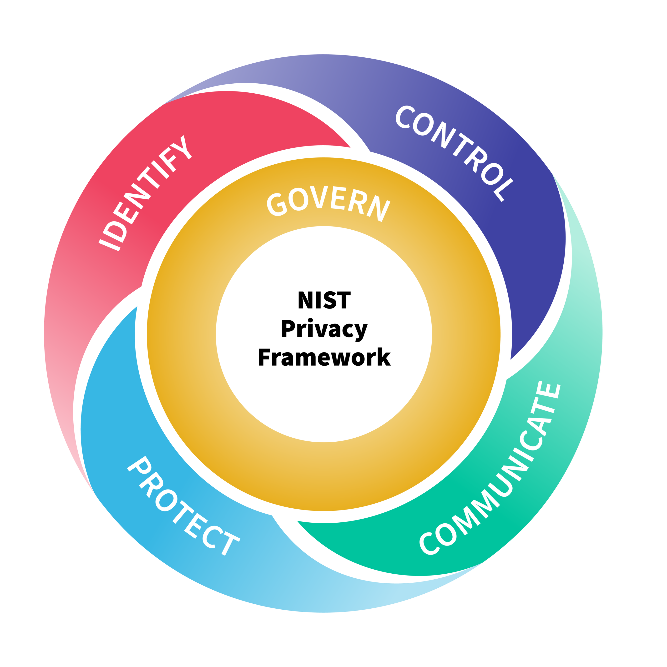 CONTROL
IDENTIFY
GOVERN
NIST
Privacy
Framework
COMMUNICATE
PROTECT